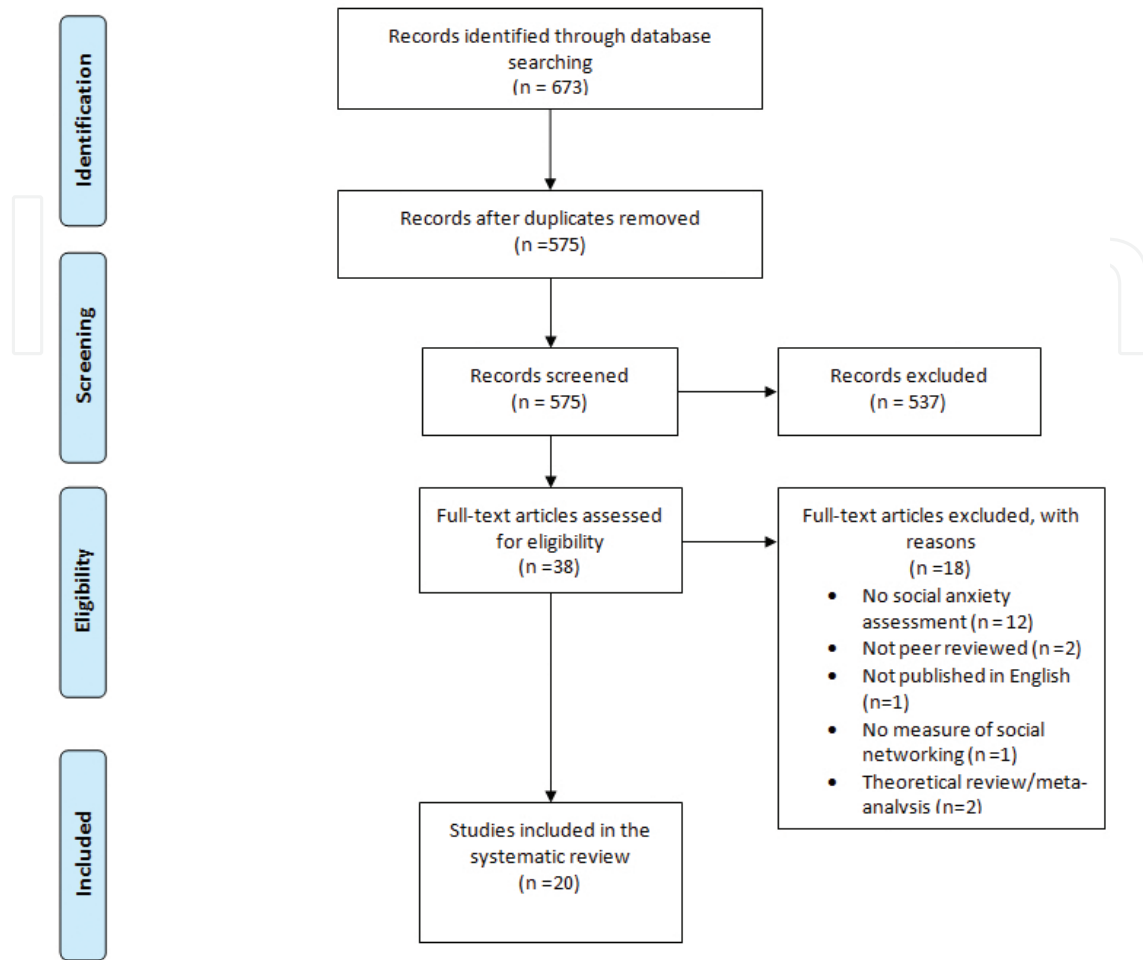 Identification
Records identified through database
searching
(n = 673)
Records after duplicates removed
(n =575)
Screening
Records screened
(n = 575)
Records excluded
(n = 537)
Eligibility
Full-text articles assessed
for eligibility
(n =38)
Full-text articles excluded, with
reasons
(n =18)
• No social anxiety
assessment (n = 12)
• Not peer reviewed (n =2)
• Not published in English
(n=1)
• No measure of social
networking (n =1)
• Theoretical review/meta-
analysis (n=2)
Included
Studies included in the
systematic review
(n =20)